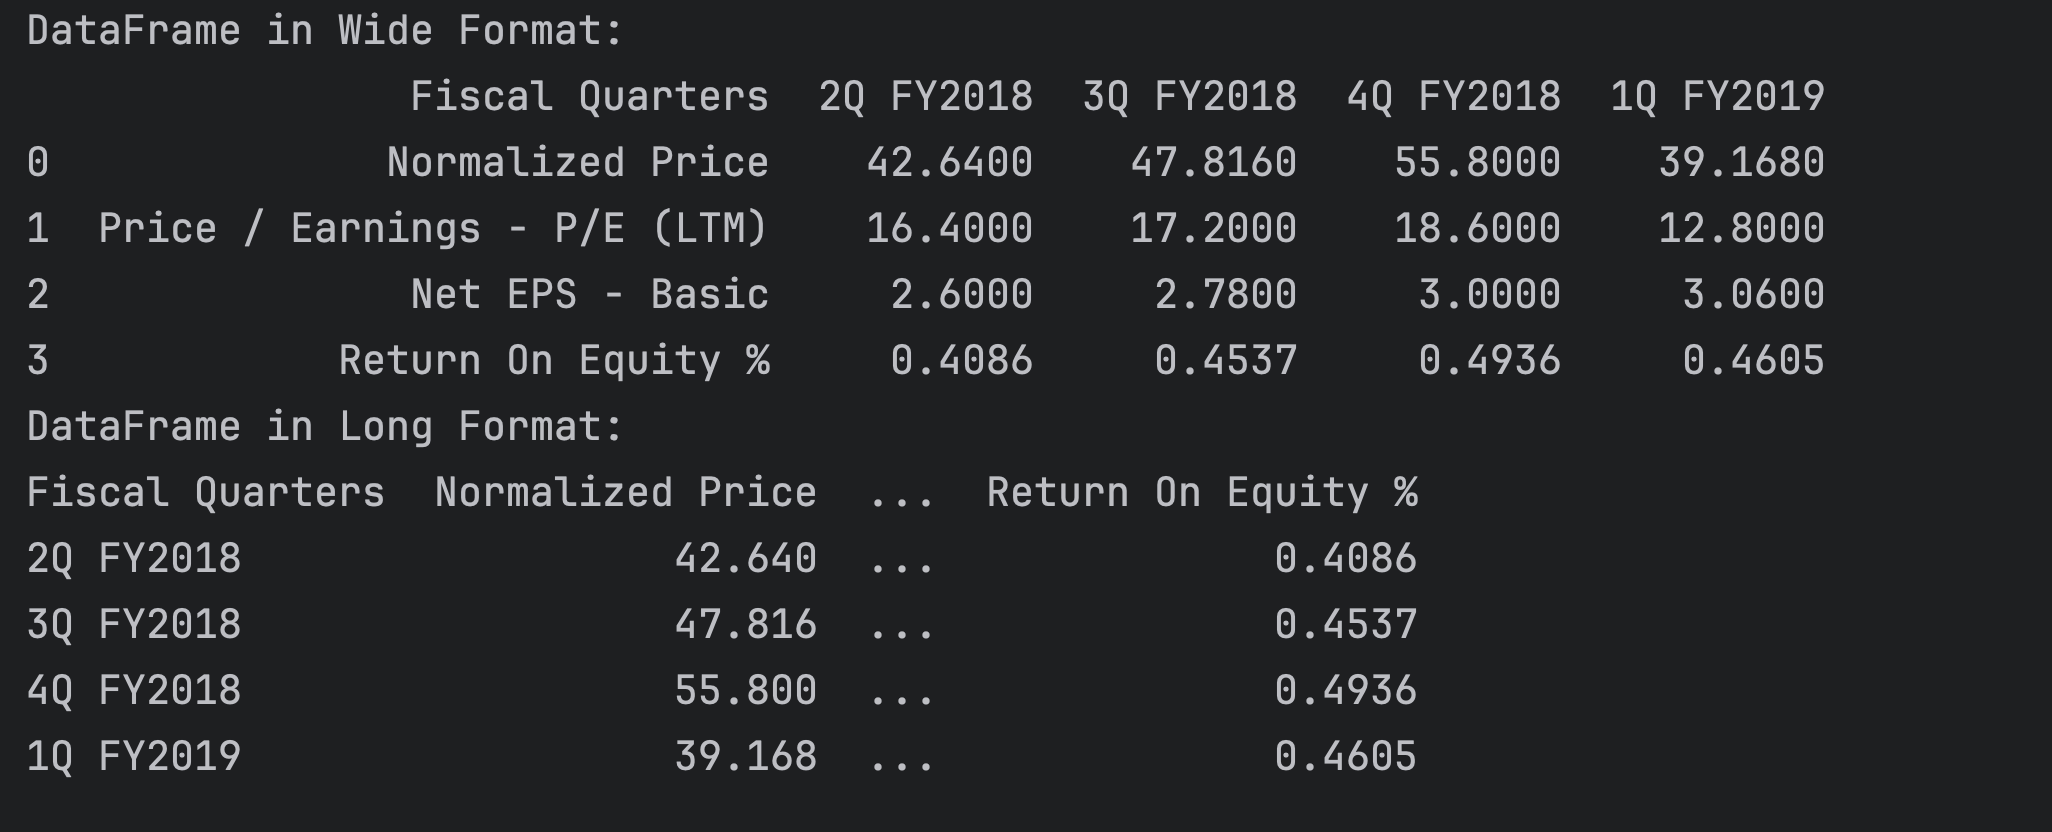 DataFrame in Wide Format:
Fiscal Quarters 2Q FY2018 3Q FY2018 4Q FY2018 1Q FY2019
0 Normalized Price 42.6400 47.8160 55.8000 39.1680
1 Price / Earnings - P/E (LTM) 16.4000 17.2000 18.6000 12.8000
2 Net EPS - Basic 2.6000 2.7800 3.0000 3.0600
3 Return On Equity % 0.4086 0.4537 0.4936 0.4605
DataFrame in Long Format:
Fiscal Quarters Normalized Price ... Return On Equity %
2Q FY2018 42.640 ... 0.4086
3Q FY2018 47.816 ... 0.4537
4Q FY2018 55.800 ... 0.4936
1Q FY2019 39.168 ... 0.4605